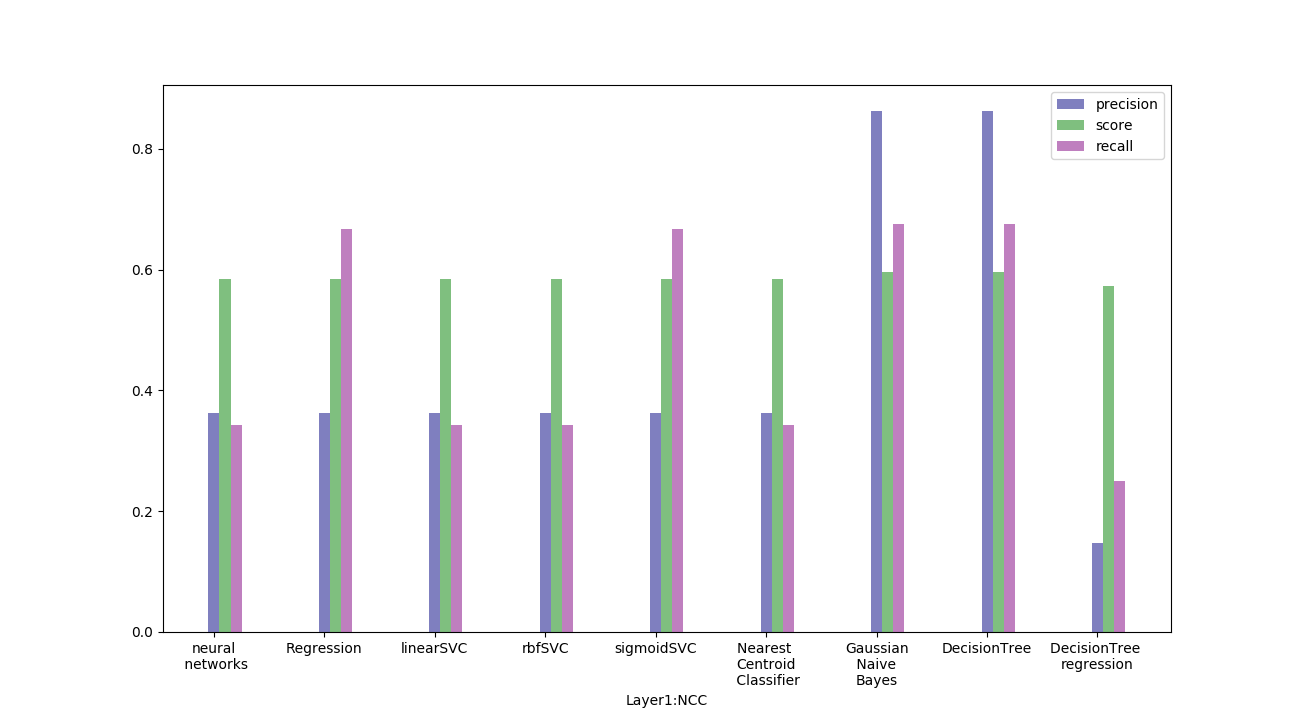 precision
score
recall
0.8
0.6
0.4
0.2
0.0
neural
networks
Regression
linearSVC
rbfSVC
sigmoidSVC
Nearest
Centroid
Classifier
Gaussian
Naive
Bayes
DecisionTree
DecisionTree
regression
Layer1:NCC